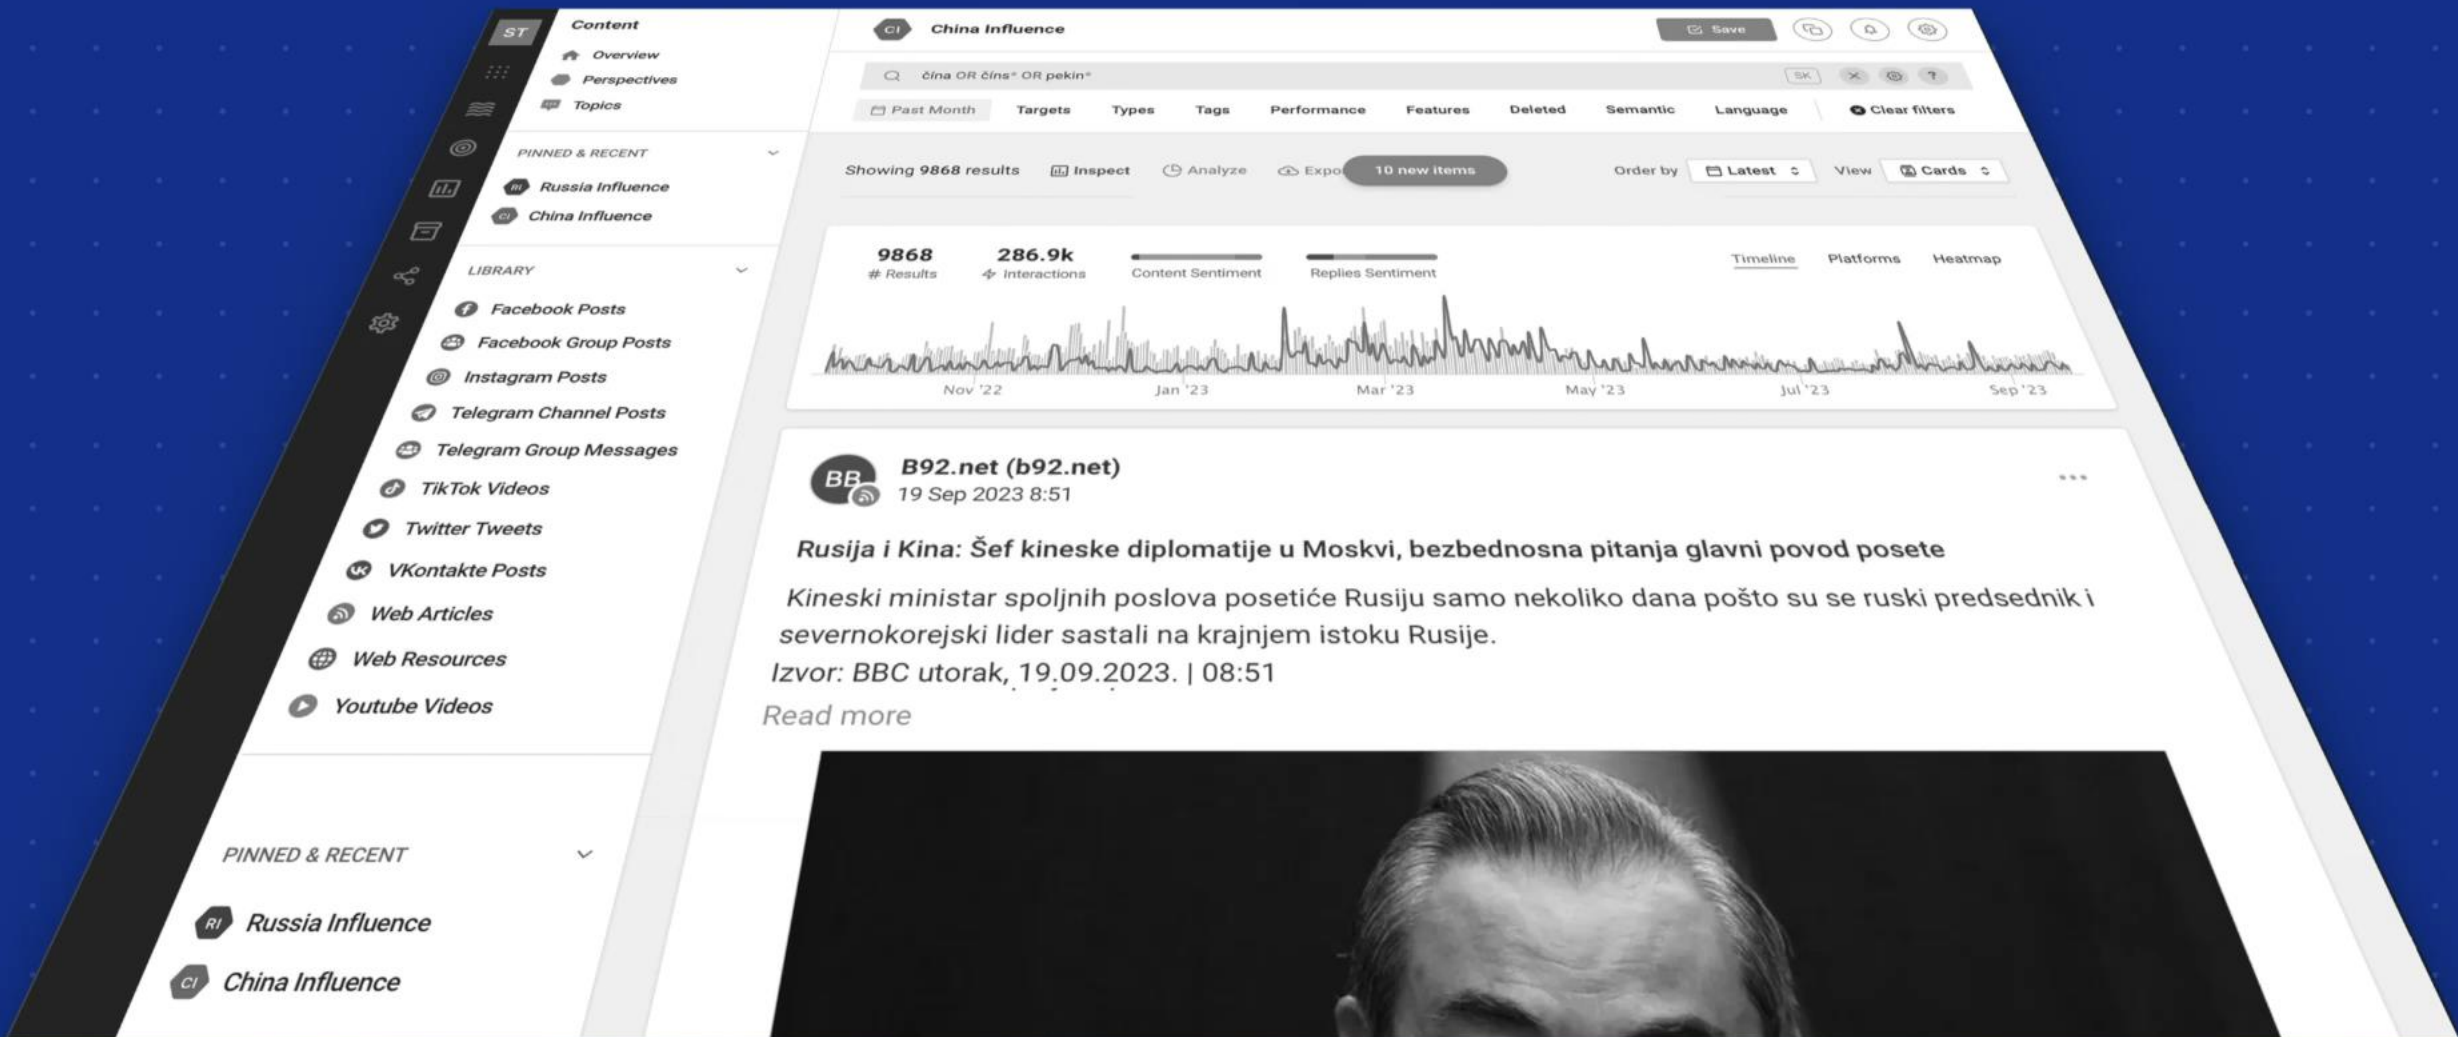 ST
Content
Overview
Perspectives
Topics
PINNED & RECENT
RI Russia Influence
CI China Influence
LIBRARY
Facebook Posts
Facebook Group Posts
Instagram Posts
Telegram Channel Posts
Telegram Group Messages
TikTok Videos
Twitter Tweets
VKontakte Posts
Web Articles
Web Resources
Youtube Videos
PINNED & RECENT
RI Russia Influence
CI China Influence
CI China Influence
Save
čína OR čins* OR pekin*
SK
?
Past Month Targets Types Tags Performance Features Deleted Semantic Language Clear filters
Showing 9868 results Inspect Analyze Expo 10 new items Order by Latest View Cards
9868 286.9k
# Results Interactions Content Sentiment Replies Sentiment
Timeline Platforms Heatmap
Nov '22 Jan '23 Mar '23 May '23 Jul '23 Sep '23
BB
B92.net (b92.net)
19 Sep 2023 8:51
Rusija i Kina: Šef kineske diplomatije u Moskvi, bezbednosna pitanja glavni povod posete
Kineski ministar spoljnih poslova posetiće Rusiju samo nekoliko dana pošto su se ruski predsednik i
severnokorejski lider sastali na krajnjem istoku Rusije.
Izvor: BBC utorak, 19.09.2023. | 08:51
Read more